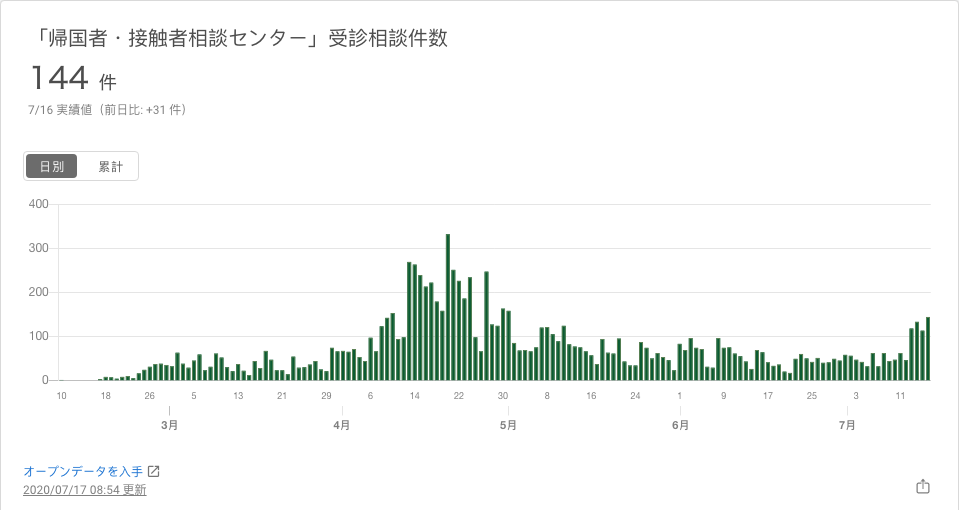 「帰国者・接触者相談センター」受診相談件数
144 件
7/16 実績値（前日比: +31 件）
日別 累計
400
300
200
100
0
10 18 26 5 13 21 29 6 14 22 30 8 16 24 1 9 17 25 3 11
3月 4月 5月 6月 7月
オープンデータを入手
2020/07/17 08:54 更新